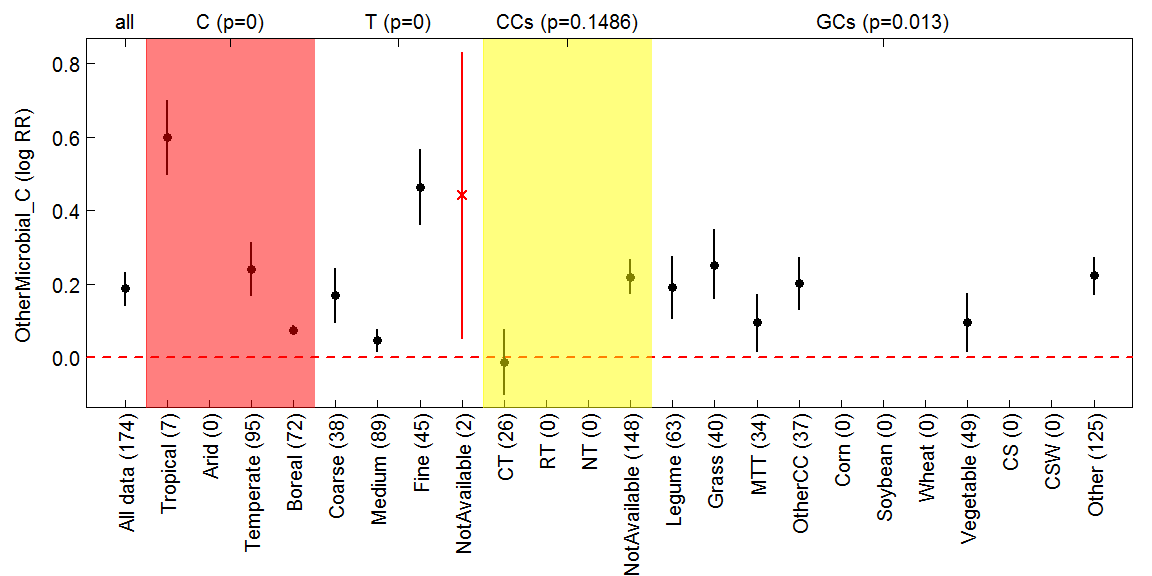 all
C (p=0)
T (p=0)
CCs (p=0.1486)
GCs (p=0.013)
OtherMicrobial_C (log RR)
0.8
0.6
0.4
0.2
0.0
All data (174)
Tropical (7)
Arid (0)
Temperate (95)
Boreal (72)
Coarse (38)
Medium (89)
Fine (45)
NotAvailable (2)
CT (26)
RT (0)
NT (0)
NotAvailable (148)
Legume (63)
Grass (40)
MTT (34)
OtherCC (37)
Corn (0)
Soybean (0)
Wheat (0)
Vegetable (49)
CS (0)
CSW (0)
Other (125)